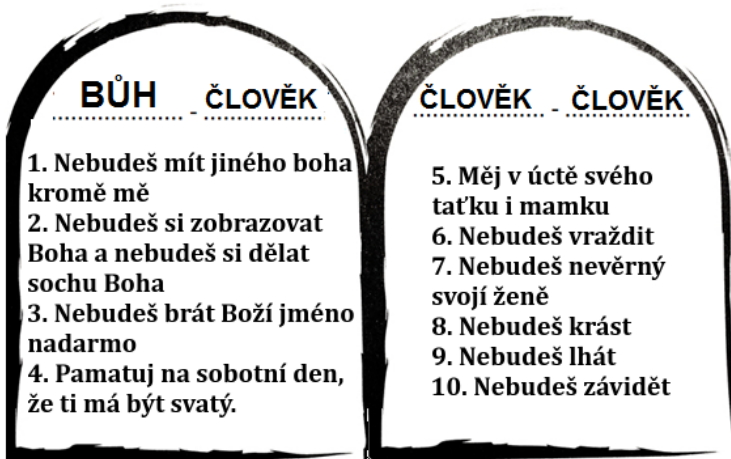 BŮH - ČLOVĚK
1. Nebudeš mít jiného boha
kromě mě
2. Nebudeš si zobrazovat
Boha a nebudeš si dělat
sochu Boha
3. Nebudeš brát Boží jméno
nadarmo
4. Pamatuj na sobotní den,
že ti má být svatý.
ČLOVĚK - ČLOVĚK
5. Měj v úctě svého
taťku i mamku
6. Nebudeš vraždit
7. Nebudeš nevěrný
svojí ženě
8. Nebudeš krást
9. Nebudeš lhát
10. Nebudeš závidět